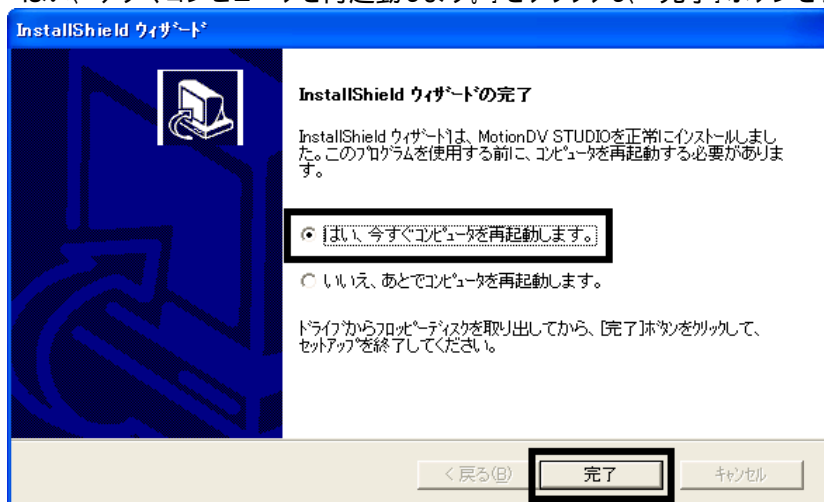 InstallShield ウィザード
InstallShield ウィザードの完了
InstallShield ウィザードは、MotionDV STUDIOを正常にインストールしまし
た。このプログラムを使用する前に、コンピュータを再起動する必要がありま
す。
はい、今すぐコンピュータを再起動します。
いいえ、あとでコンピュータを再起動します。
ドライブからフロッピーディスクを取り出してから、[完了]ボタンをクリックして、
セットアップを終了してください。
< 戻る(B)
完了
キャンセル